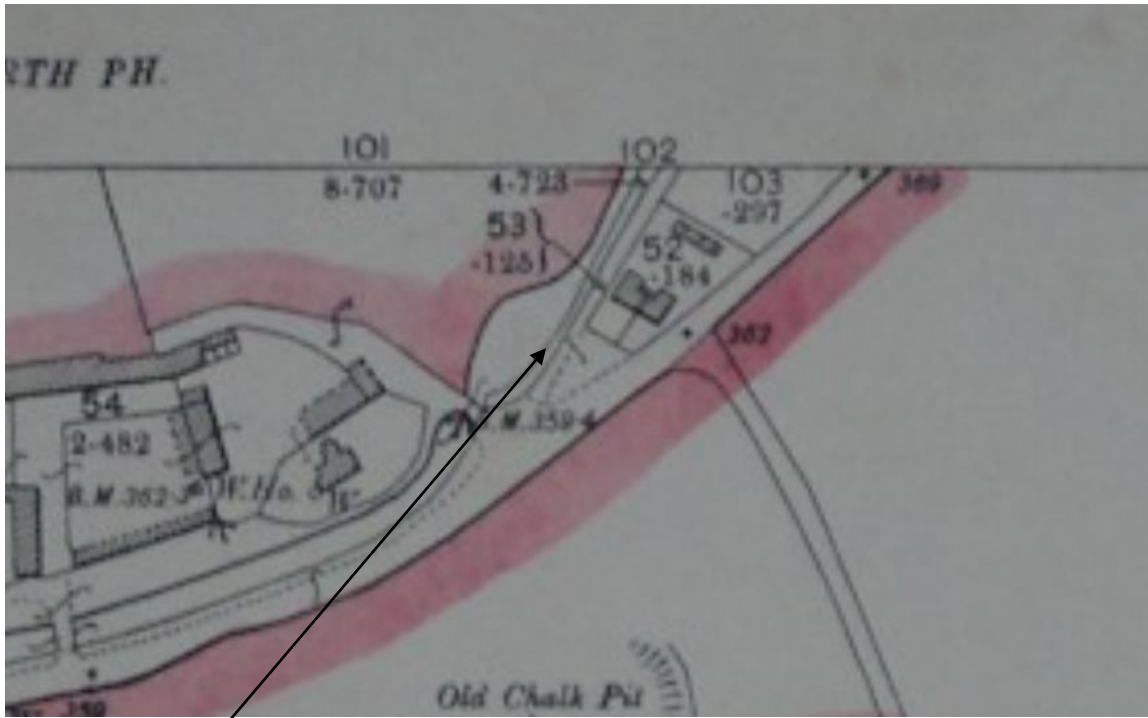 RTH PH.
101
8·707
102
4·723
103
·297
369
53
·125
52
·184
362
54
2·482
B.M.362·
W.Ho.
W
.M.359·4
Old Chalk Pit
359